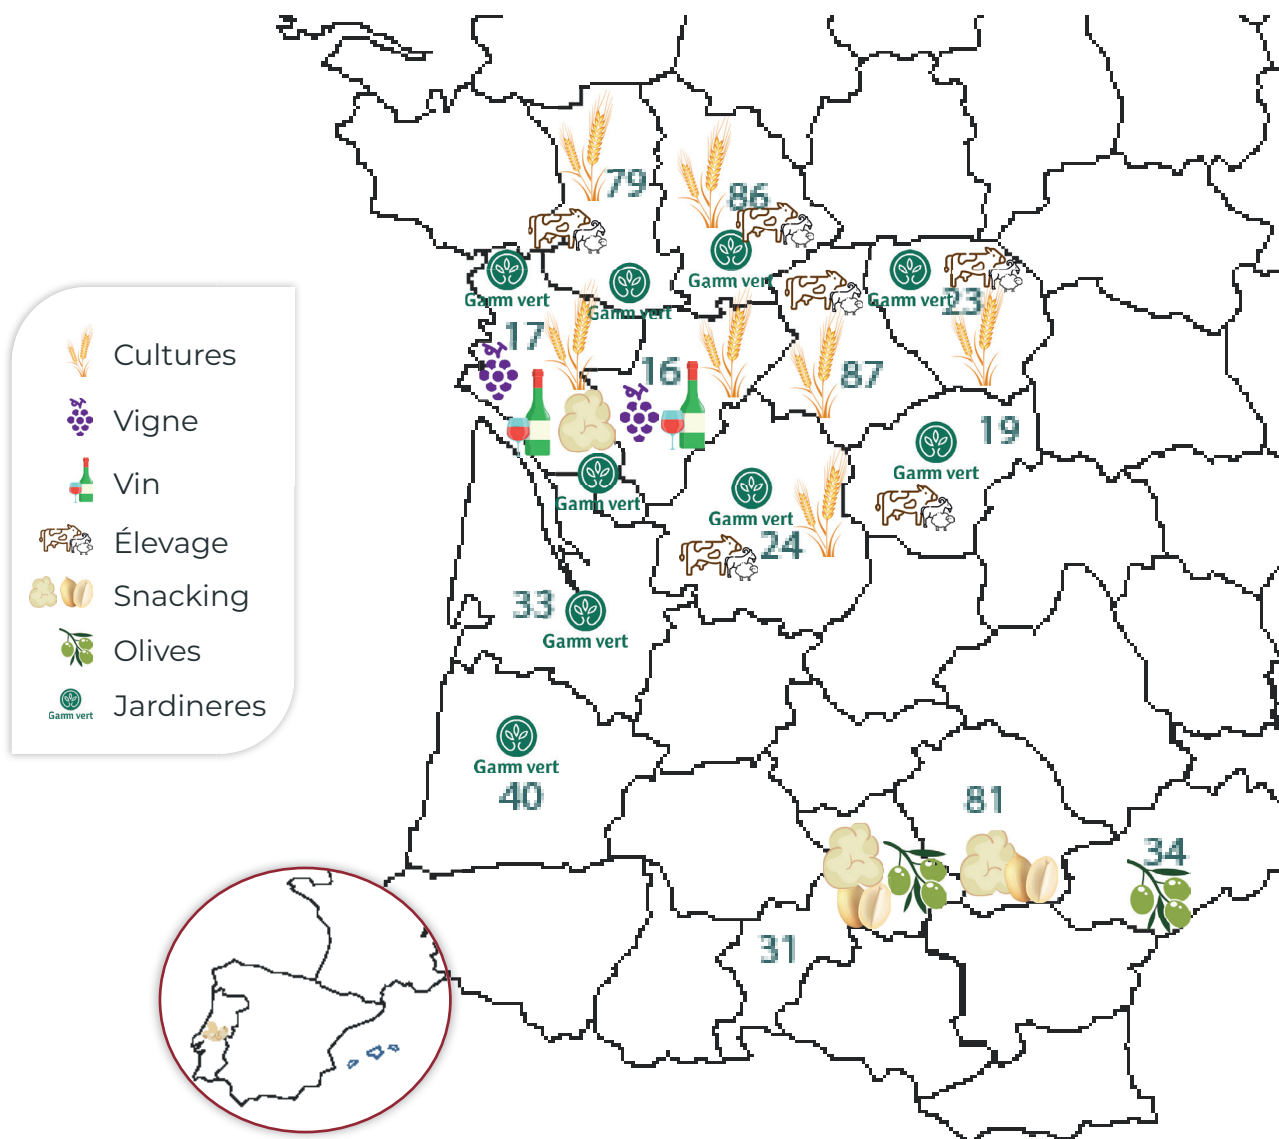 79
86
Gamm vert
Gamm vert
Gamm vert
Gamm vert
23
17
16
87
Cultures
Vigne
Vin
Élevage
Snacking
Olives
Gamm vert
Jardineres
19
Gamm vert
Gamm vert
Gamm vert
24
33
Gamm vert
Gamm vert
40
81
34
31